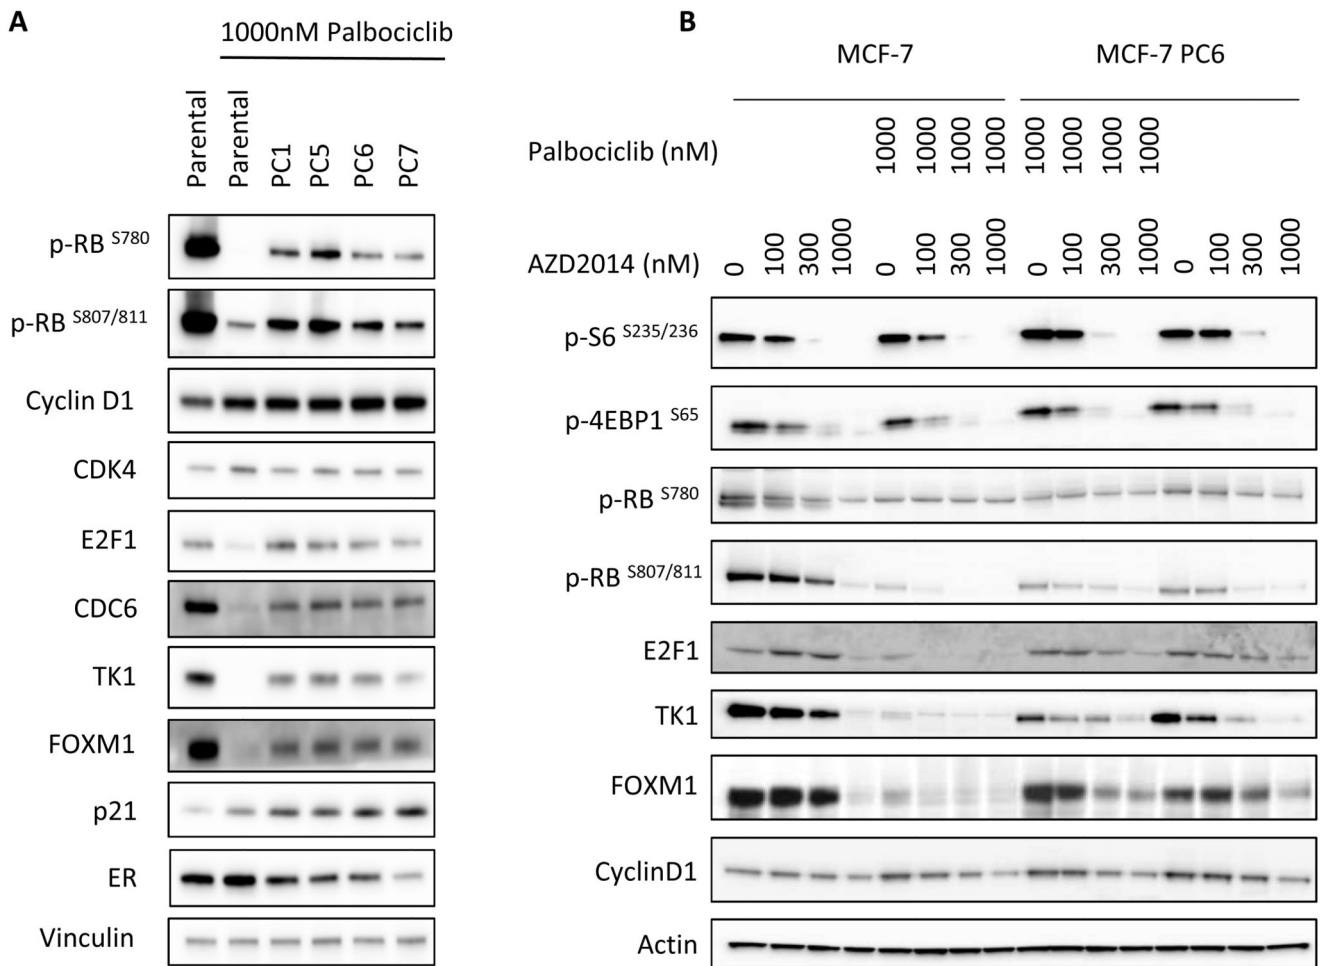 A
1000nM Palbociclib
Parental
Parental
PC1
PC5
PC6
PC7
p-RB S780
p-RB S807/811
Cyclin D1
CDK4
E2F1
CDC6
TK1
FOXM1
p21
ER
Vinculin
B
MCF-7
MCF-7 PC6
Palbociclib (nM) 1000 1000 1000 1000 1000 1000 1000 1000
AZD2014 (nM) 0 100 300 1000 0 100 300 1000 0 100 300 1000 0 100 300 1000
p-S6 S235/236
p-4EBP1 S65
p-RB S780
p-RB S807/811
E2F1
TK1
FOXM1
CyclinD1
Actin